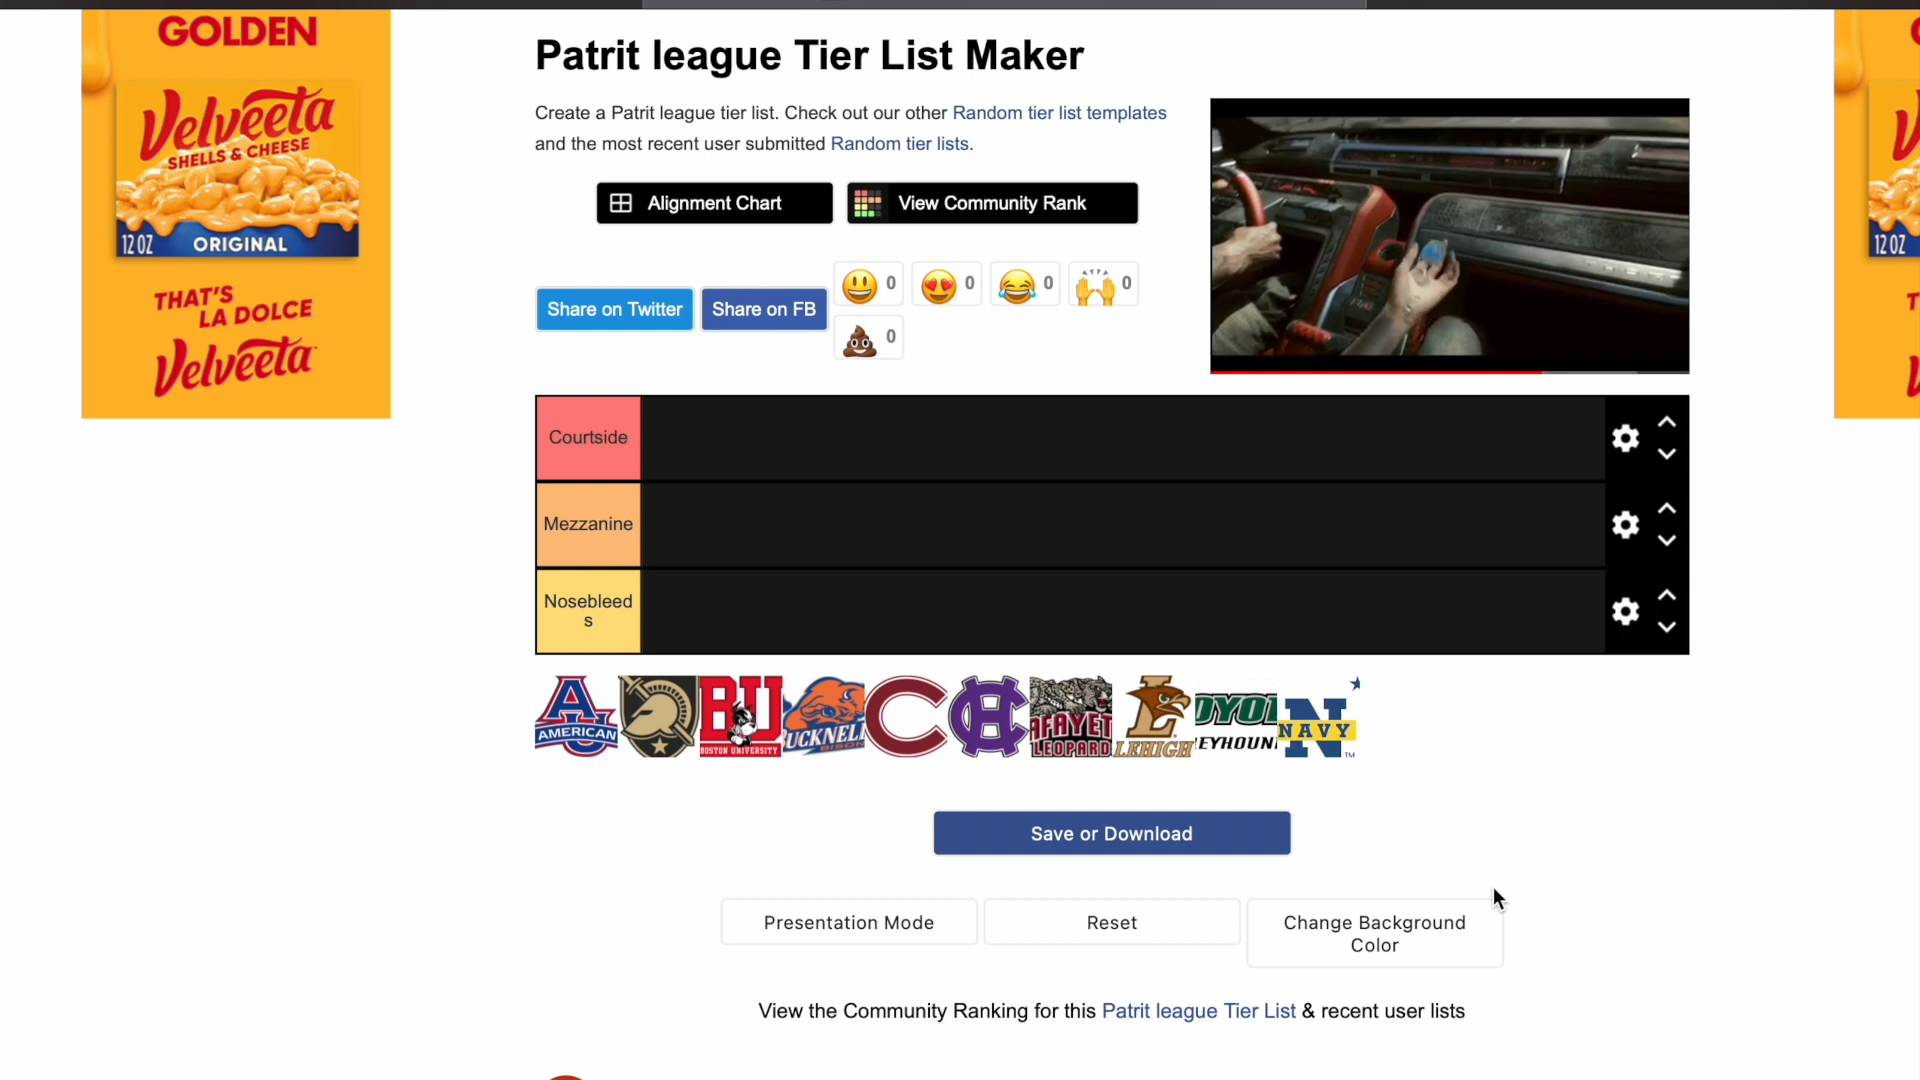 GOLDEN
Velveeta
SHELLS & CHEESE
12 OZ
ORIGINAL
THAT'S
LA DOLCE
Velveeta
Patrit league Tier List Maker
Create a Patrit league tier list. Check out our other Random tier list templates
and the most recent user submitted Random tier lists.
Alignment Chart
View Community Rank
Share on Twitter
Share on FB
0
0
0
0
0
Courtside
Mezzanine
Nosebleed
s
A
AMERICAN
BU
BOSTON UNIVERSITY
UCKNELL
BISON
C
HC
AFAYET
LEOPARD
L
LEHIGH
OYOL
EYHOUN
N
NAVY
TM
Save or Download
Presentation Mode
Reset
Change Background
Color
View the Community Ranking for this Patrit league Tier List & recent user lists
12 OZ